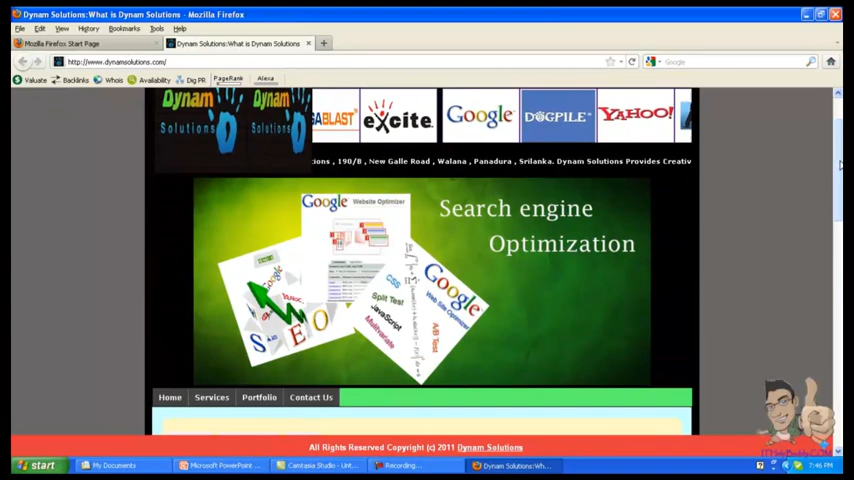 Dynam Solutions:What is Dynam Solutions - Mozilla Firefox
File Edit View History Bookmarks Tools Help
Mozilla Firefox Start Page
Dynam Solutions:What is Dynam Solutions
http://www.dynamsolutions.com/
Google
Valuate Backlinks Whois Availability Dig PR PageRank Alexa
Dynam
Solutions
Dynam
Solutions
GABLAST
excite
Google
DOGPILE
YAHOO!
tions , 190/B , New Galle Road , Walana , Panadura , Srilanka. Dynam Solutions Provides Creativ
Google Website Optimizer
Search engine
Optimization
Google
SEO
CSS
Split Test
JavaScript
Multivariate
Google
Web Site Optimizer
A/B Test
Home Services Portfolio Contact Us
All Rights Reserved Copyright (c) 2011 Dynam Solutions
start
My Documents
Microsoft PowerPoint ...
Camtasia Studio - Unt...
Recording...
Dynam Solutions:Wh...
7:46 PM